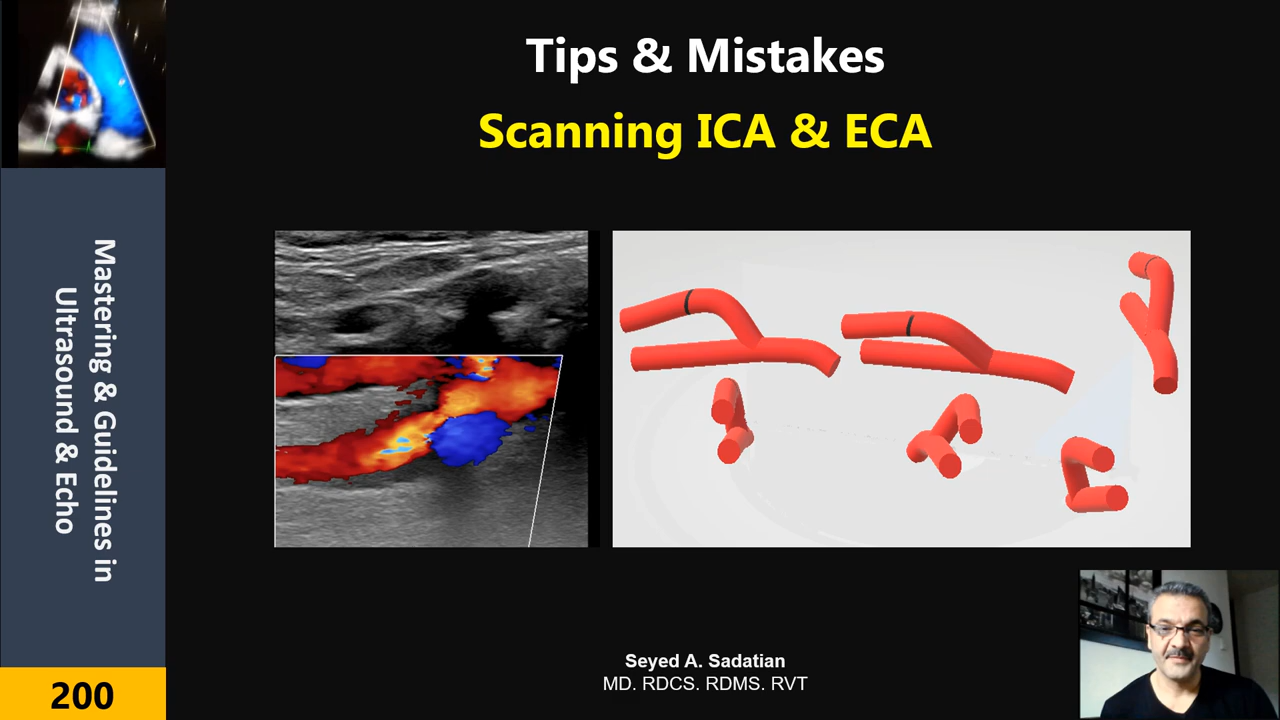 Tips & Mistakes
Scanning ICA & ECA
Mastering & Guidelines in
Ultrasound & Echo
Seyed A. Sadatian
MD. RDCS. RDMS. RVT
200